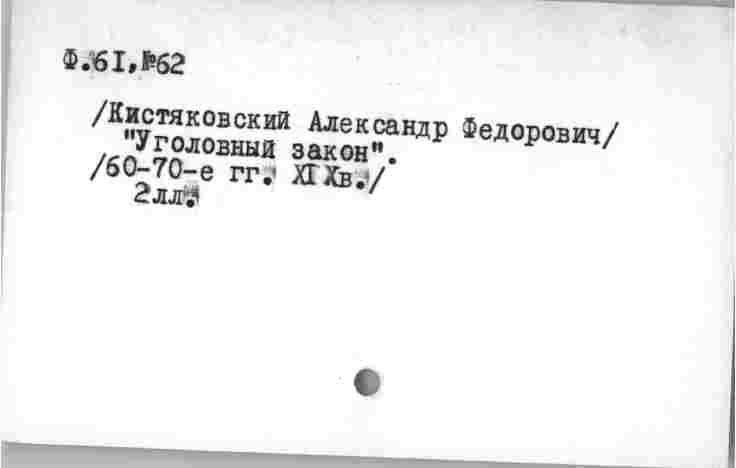 Ф.61,№62
/Кистяковский Александр Федорович/
"Уголовный закон".
/60-70-е гг. XIXв./
2лл.